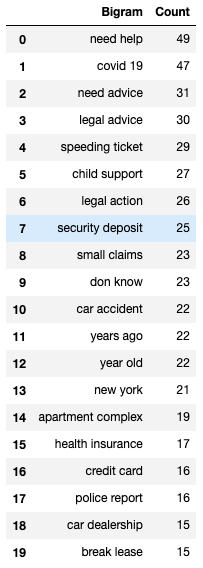 Bigram Count
0 need help 49
1 covid 19 47
2 need advice 31
3 legal advice 30
4 speeding ticket 29
5 child support 27
6 legal action 26
7 security deposit 25
8 small claims 23
9 don know 23
10 car accident 22
11 years ago 22
12 year old 22
13 new york 21
14 apartment complex 19
15 health insurance 17
16 credit card 16
17 police report 16
18 car dealership 15
19 break lease 15